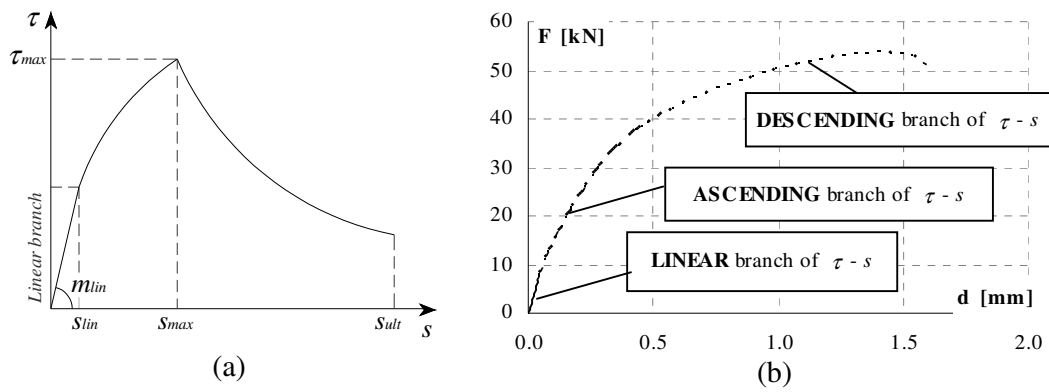 τ
τmax
Linear branch
mlin
slin
smax
sult
s
(a)
60
F [kN]
50
40
30
20
10
0
DESCENDING branch of τ - s
ASCENDING branch of τ - s
LINEAR branch of τ - s
d [mm]
0.0 0.5 1.0 1.5 2.0
(b)